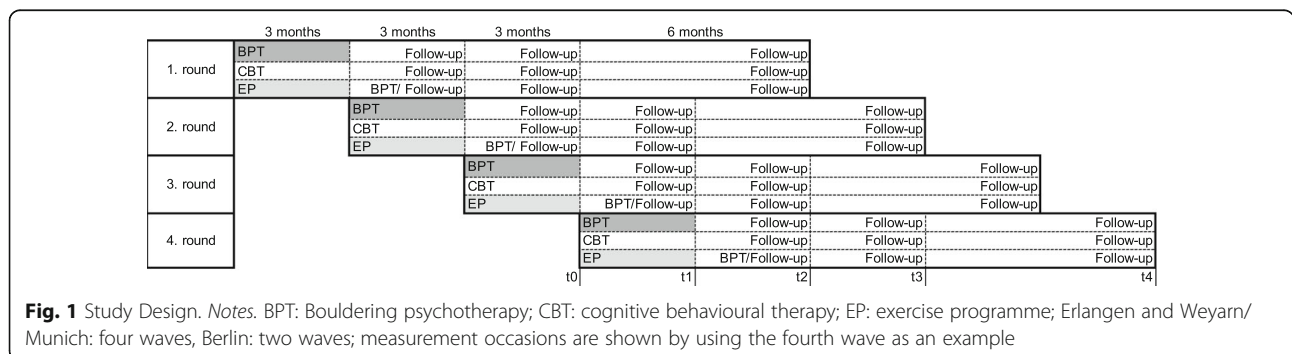 3 months 3 months 3 months 6 months
1. round
BPT Follow-up Follow-up Follow-up
CBT Follow-up Follow-up Follow-up
EP BPT/ Follow-up Follow-up Follow-up
2. round
BPT Follow-up Follow-up Follow-up
CBT Follow-up Follow-up Follow-up
EP BPT/ Follow-up Follow-up Follow-up
3. round
BPT Follow-up Follow-up Follow-up
CBT Follow-up Follow-up Follow-up
EP BPT/Follow-up Follow-up Follow-up
4. round
BPT Follow-up Follow-up Follow-up
CBT Follow-up Follow-up Follow-up
EP BPT/Follow-up Follow-up Follow-up
t0 t1 t2 t3 t4
Fig. 1 Study Design. Notes. BPT: Bouldering psychotherapy; CBT: cognitive behavioural therapy; EP: exercise programme; Erlangen and Weyarn/
Munich: four waves, Berlin: two waves; measurement occasions are shown by using the fourth wave as an example